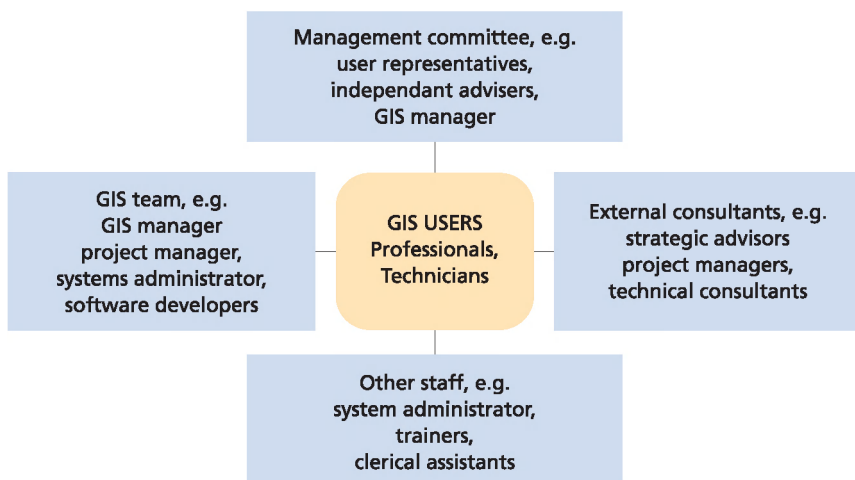 Management committee, e.g.
user representatives,
independant advisers,
GIS manager
GIS team, e.g.
GIS manager
project manager,
systems administrator,
software developers
GIS USERS
Professionals,
Technicians
External consultants, e.g.
strategic advisors
project managers,
technical consultants
Other staff, e.g.
system administrator,
trainers,
clerical assistants